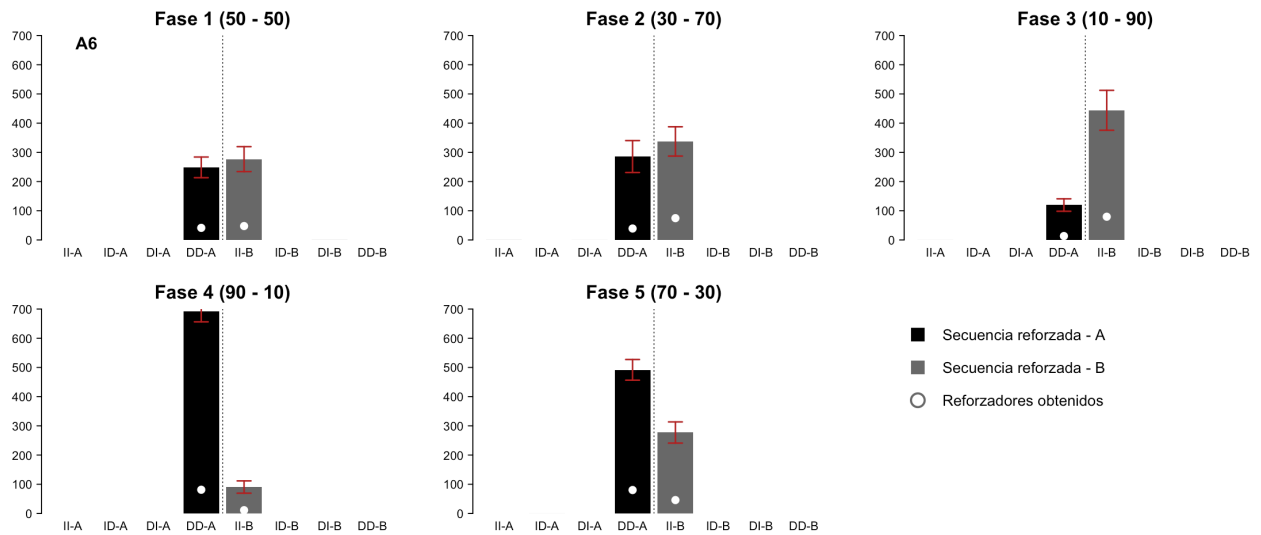 Fase 1 (50 - 50)
A6
700
600
500
400
300
200
100
0
II-A ID-A DI-A DD-A II-B ID-B DI-B DD-B
Fase 2 (30 - 70)
700
600
500
400
300
200
100
0
II-A ID-A DI-A DD-A II-B ID-B DI-B DD-B
Fase 3 (10 - 90)
700
600
500
400
300
200
100
0
II-A ID-A DI-A DD-A II-B ID-B DI-B DD-B
Fase 4 (90 - 10)
700
600
500
400
300
200
100
0
II-A ID-A DI-A DD-A II-B ID-B DI-B DD-B
Fase 5 (70 - 30)
700
600
500
400
300
200
100
0
II-A ID-A DI-A DD-A II-B ID-B DI-B DD-B
Secuencia reforzada - A
Secuencia reforzada - B
Reforzadores obtenidos